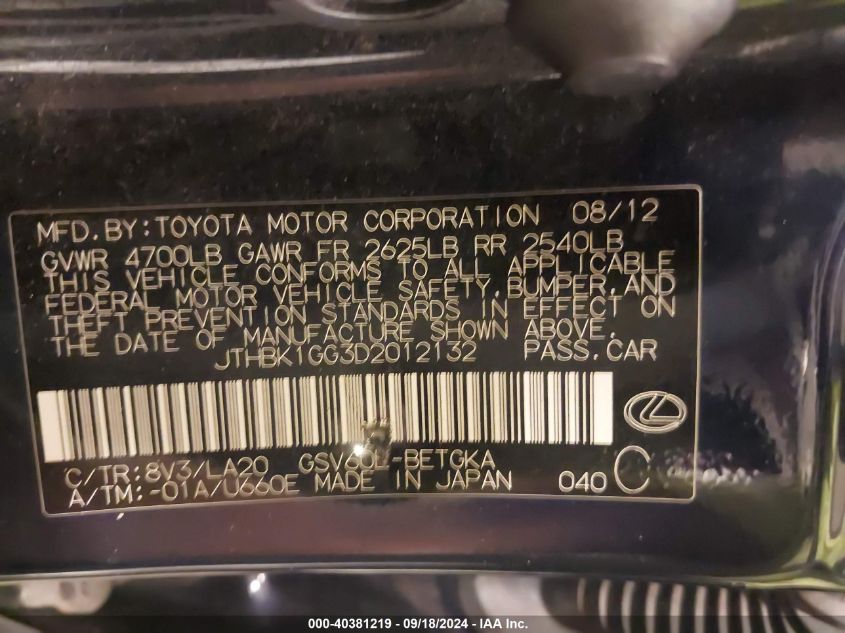 MFD.BY:TOYOTA MOTOR CORPORATION 08/12
GVWR 4700LB GAWR FR 2625LB RR 2540LB
THIS VEHICLE CONFORMS TO ALL APPLICABLE
FEDERAL MOTOR VEHICLE SAFETY,BUMPER,AND
THEFT PREVENTION STANDARDS IN EFFECT ON
THE DATE OF MANUFACTURE SHOWN ABOVE.
JTHBK1GG3D2012132 PASS.CAR
C/TR:8V3/LA20 GSV60L-BETGKA
A/TM:-01A/U660E MADE IN JAPAN 040 C
000-40381219 - 09/18/2024 - IAA Inc.